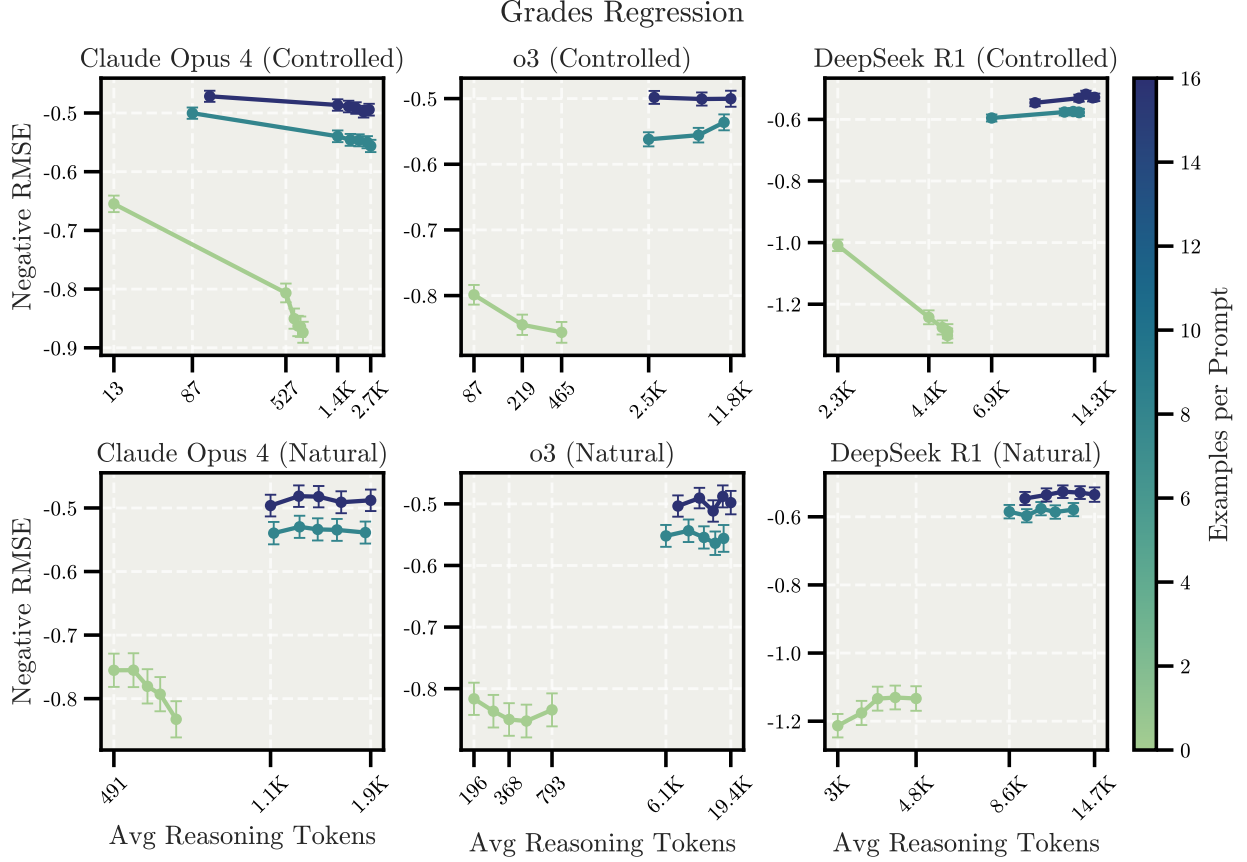 Grades Regression
Claude Opus 4 (Controlled)
o3 (Controlled)
DeepSeek R1 (Controlled)
Negative RMSE
-0.5
-0.6
-0.7
-0.8
-0.9
13
87
527
1.4K
2.7K
-0.5
-0.6
-0.7
-0.8
87
219
465
2.5K
11.8K
-0.6
-0.8
-1.0
-1.2
2.3K
4.4K
6.9K
14.3K
Claude Opus 4 (Natural)
o3 (Natural)
DeepSeek R1 (Natural)
Negative RMSE
-0.5
-0.6
-0.7
-0.8
491
1.1K
1.9K
Avg Reasoning Tokens
-0.5
-0.6
-0.7
-0.8
196
368
793
6.1K
19.4K
Avg Reasoning Tokens
-0.6
-0.8
-1.0
-1.2
3K
4.8K
8.6K
14.7K
Avg Reasoning Tokens
16
14
12
10
8
6
4
2
0
Examples per Prompt